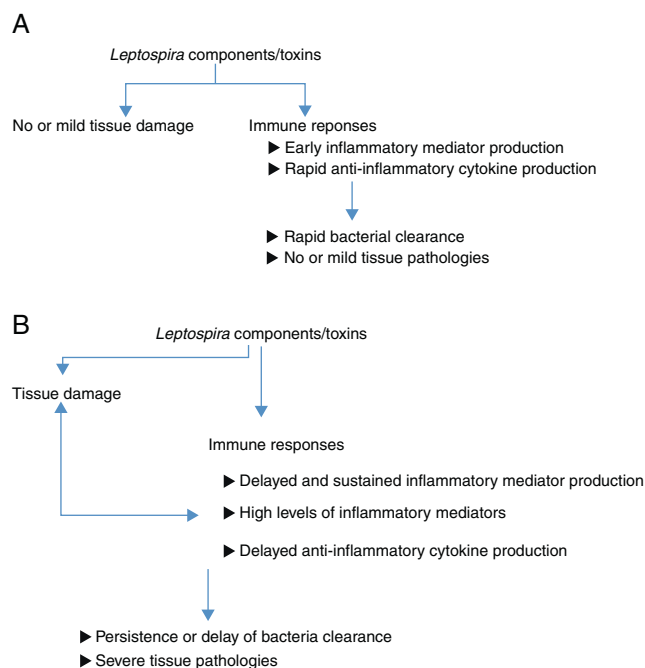 A
Leptospira components/toxins
No or mild tissue damage
Immune reponses
▶ Early inflammatory mediator production
▶ Rapid anti-inflammatory cytokine production
▶ Rapid bacterial clearance
▶ No or mild tissue pathologies
B
Leptospira components/toxins
Tissue damage
Immune responses
▶ Delayed and sustained inflammatory mediator production
▶ High levels of inflammatory mediators
▶ Delayed anti-inflammatory cytokine production
▶ Persistence or delay of bacteria clearance
▶ Severe tissue pathologies